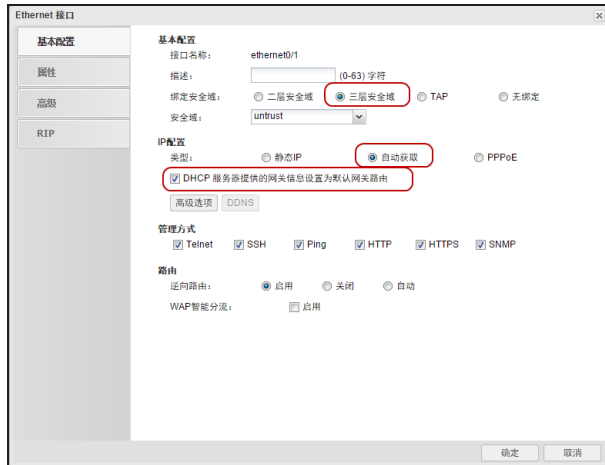 Ethernet 接口
基本配置
属性
高级
RIP
基本配置
接口名称： ethernet0/1
描述： (0-63) 字符
绑定安全域： 二层安全域 三层安全域 TAP 无绑定
安全域： untrust
IP配置
类型： 静态IP 自动获取 PPPoE
DHCP 服务器提供的网关信息设置为默认网关路由
高级选项 DDNS
管理方式
Telnet SSH Ping HTTP HTTPS SNMP
路由
逆向路由： 启用 关闭 自动
WAP智能分流： 启用
确定 取消